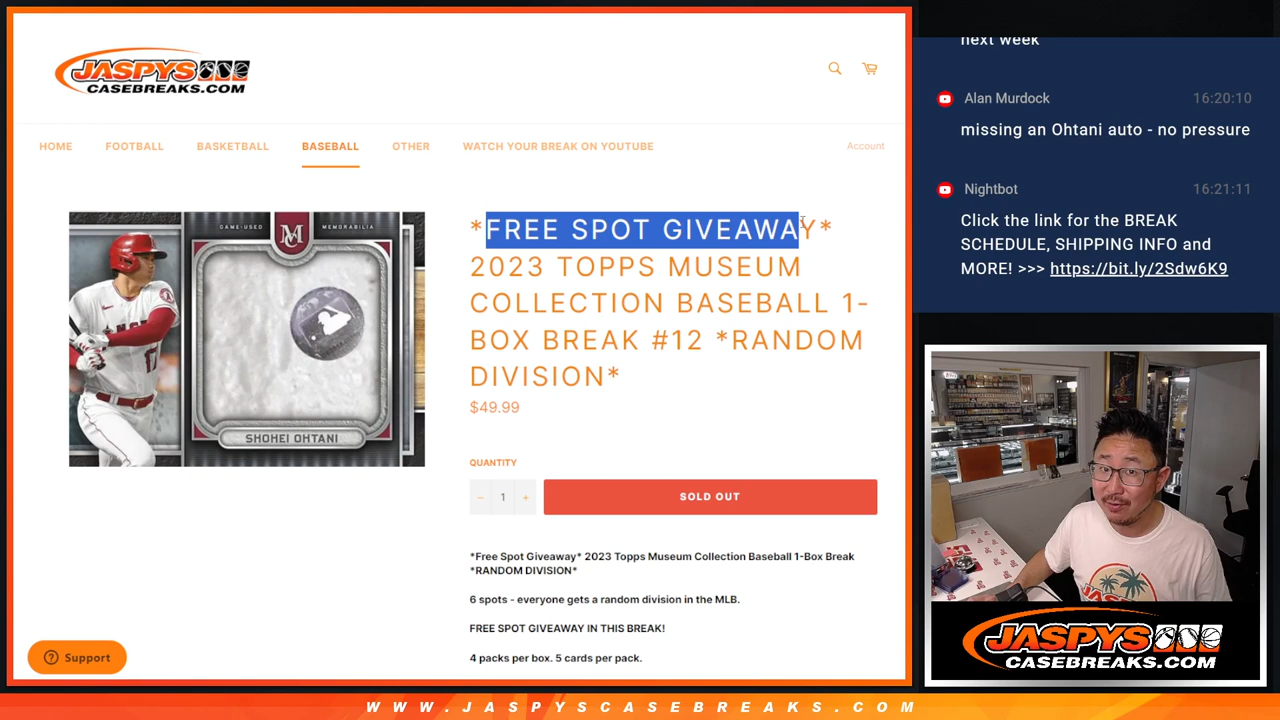 JASPYS
CASEBREAKS.COM
HOME
FOOTBALL
BASKETBALL
BASEBALL
OTHER
WATCH YOUR BREAK ON YOUTUBE
Account
GAME-USED
MEMORABILIA
M
SHOHEI OHTANI
*FREE SPOT GIVEAWAY*
2023 TOPPS MUSEUM
COLLECTION BASEBALL 1-
BOX BREAK #12 *RANDOM
DIVISION*
$49.99
QUANTITY
− 1 +
SOLD OUT
*Free Spot Giveaway* 2023 Topps Museum Collection Baseball 1-Box Break
*RANDOM DIVISION*
6 spots - everyone gets a random division in the MLB.
FREE SPOT GIVEAWAY IN THIS BREAK!
4 packs per box. 5 cards per pack.
Support
next week
Alan Murdock 16:20:10
missing an Ohtani auto - no pressure
Nightbot 16:21:11
Click the link for the BREAK
SCHEDULE, SHIPPING INFO and
MORE! >>> https://bit.ly/2Sdw6K9
JASPYS
CASEBREAKS.COM
WWW.JASPYSCASEBREAKS.COM